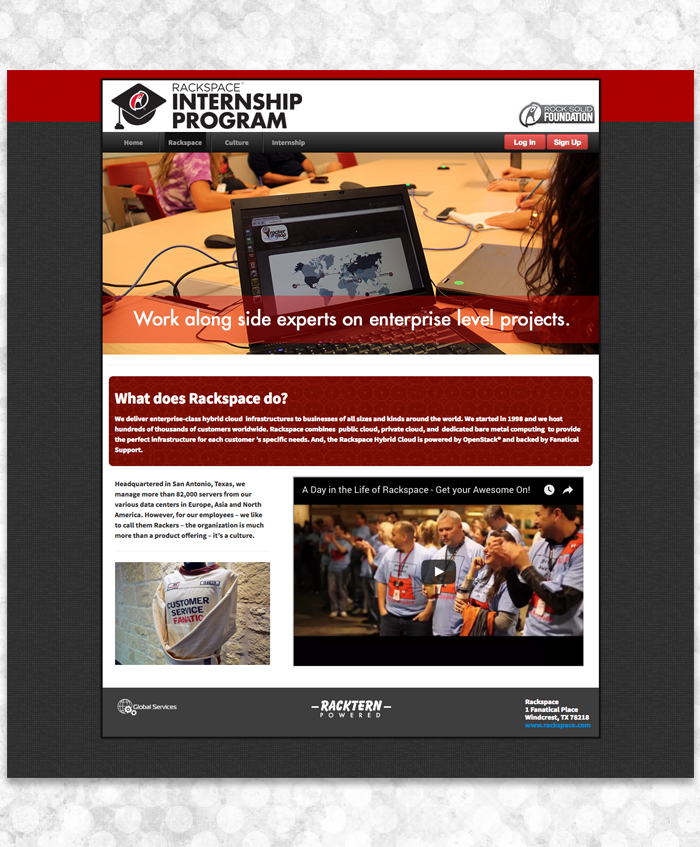 RACKSPACE™
INTERNSHIP
PROGRAM
ROCK SOLID
FOUNDATION
Home Rackspace Culture Internship Log In Sign Up
Work along side experts on enterprise level projects.
What does Rackspace do?
We deliver enterprise-class hybrid cloud infrastructures to businesses of all sizes and kinds around the world. We started in 1998 and we host
hundreds of thousands of customers worldwide. Rackspace combines public cloud, private cloud, and dedicated bare metal computing to provide
the perfect infrastructure for each customer 's specific needs. And, the Rackspace Hybrid Cloud is powered by OpenStack® and backed by Fanatical
Support.
Headquartered in San Antonio, Texas, we
manage more than 82,000 servers from our
various data centers in Europe, Asia and North
America. However, for our employees – we like
to call them Rackers – the organization is much
more than a product offering – it's a culture.
A Day in the Life of Rackspace - Get your Awesome On!
CUSTOMER
SERVICE
FANATIC
Global Services
– RACKTERN –
POWERED
Rackspace
1 Fanatical Place
Windcrest, TX 78218
www.rackspace.com